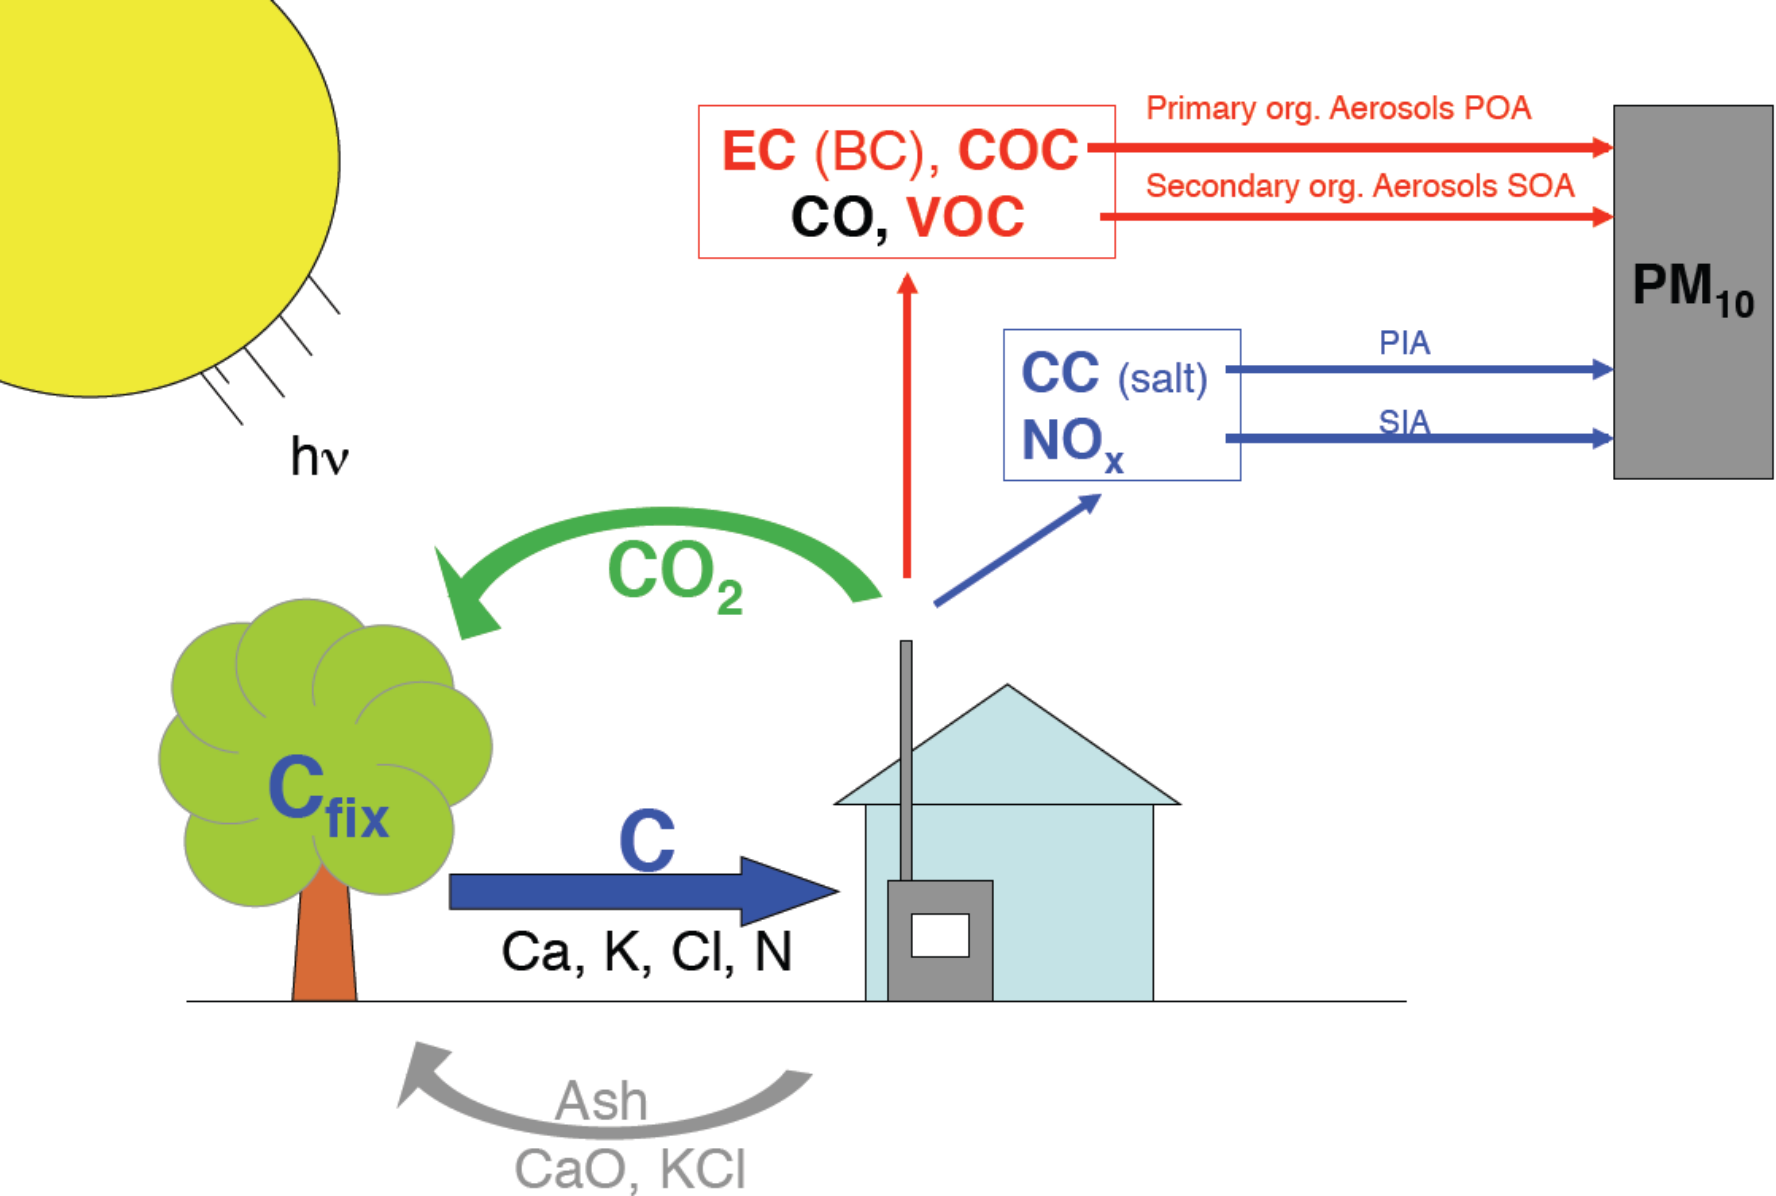 Primary org. Aerosols POA
EC (BC), COC
Secondary org. Aerosols SOA
CO, VOC
PM10
PIA
CC (salt)
SIA
NOx
hν
CO2
Cfix
C
Ca, K, Cl, N
Ash
CaO, KCl